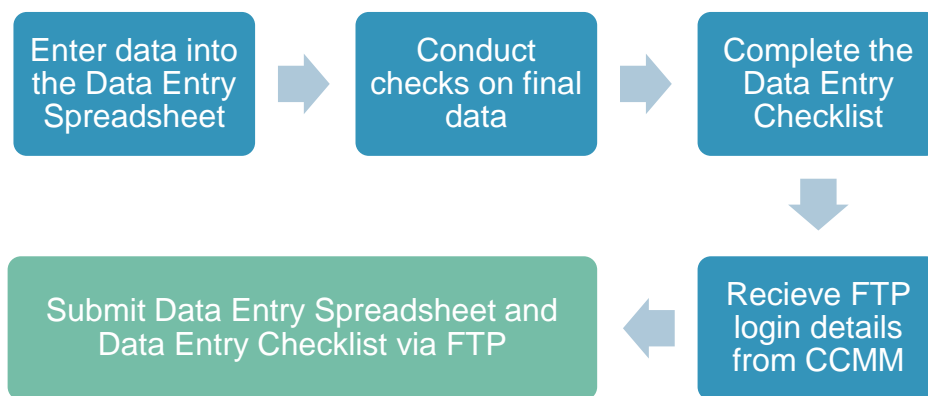 Enter data into
the Data Entry
Spreadsheet
Conduct
checks on final
data
Complete the
Data Entry
Checklist
Recieve FTP
login details
from CCMM
Submit Data Entry Spreadsheet and
Data Entry Checklist via FTP